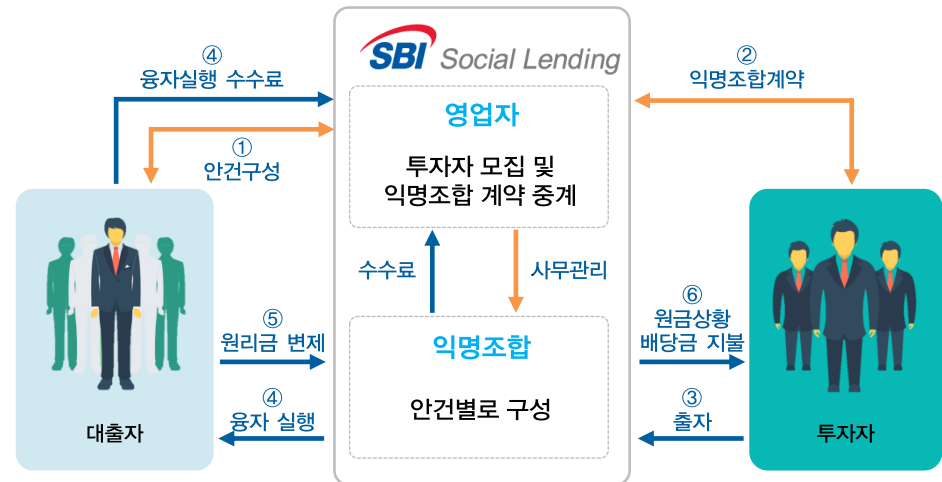 SBI Social Lending
④
융자실행 수수료
②
익명조합계약
영업자
①
안건구성
투자자 모집 및
익명조합 계약 중계
수수료
사무관리
⑤
원리금 변제
⑥
원금상황
배당금 지불
익명조합
안건별로 구성
④
융자 실행
③
출자
대출자
투자자